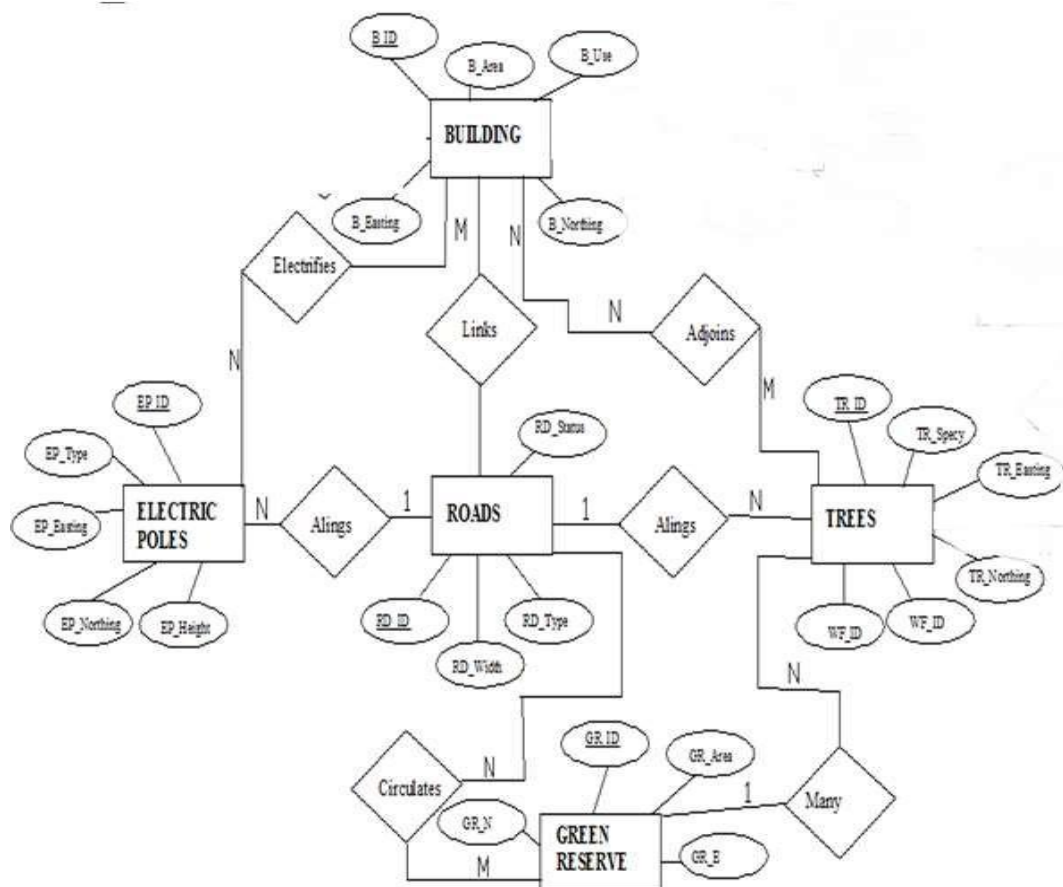 B_ID
B_Area
B_Use
BUILDING
B_Easting
B_Northing
M
N
Electrifies
Links
N
Adjoins
N
M
EP_ID
EP_Type
EP_Easting
EP_Northing
EP_Height
ELECTRIC
POLES
N
Alings
1
RD_Status
ROADS
RD_ID
RD_Width
RD_Type
1
Alings
N
TR_ID
TR_Specy
TR_Easting
TREES
TR_Northing
WF_ID
WF_ID
N
Circulates
N
GR_ID
GR_Area
1
Many
GR_N
GREEN
RESERVE
GR_E
M